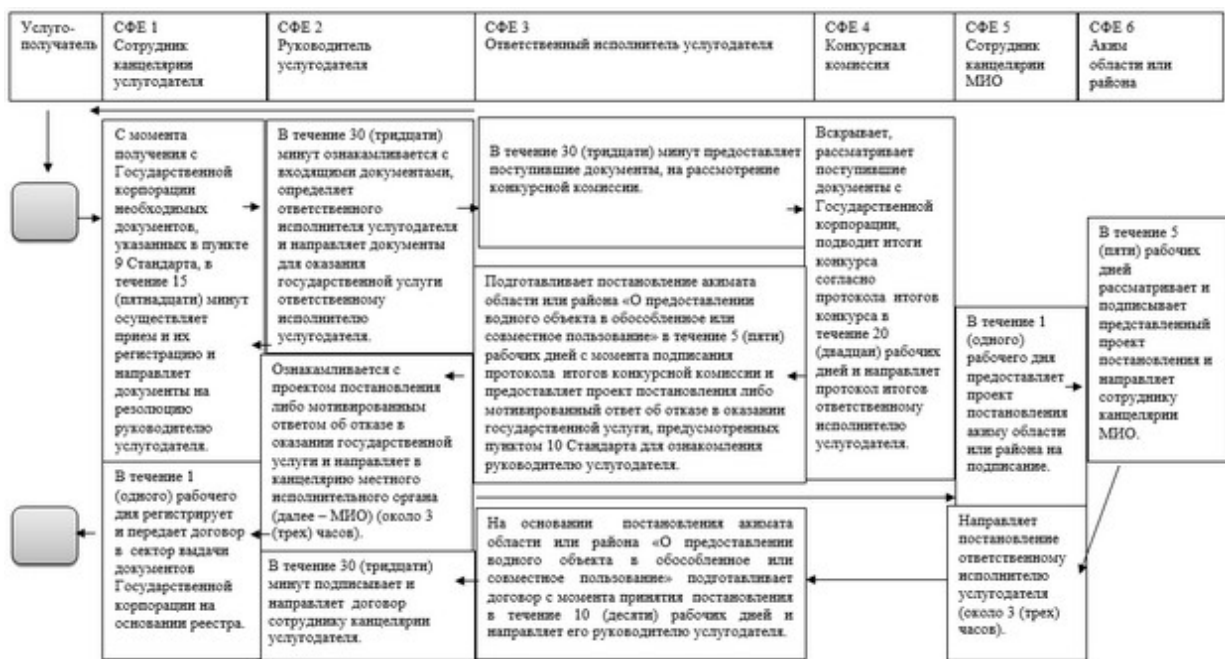 Услуго-
получатель
СФЕ 1
Сотрудник
канцелярии
услугодателя
СФЕ 2
Руководитель
услугодателя
СФЕ 3
Ответственный исполнитель услугодателя
СФЕ 4
Конкурсная
комиссия
СФЕ 5
Сотрудник
канцелярии
МИО
СФЕ 6
Аким
области или
района
С момента
получения с
Государственной
корпорации
необходимых
документов,
указанных в пункте
9 Стандарта, в
течение 15
(пятнадцати) минут
осуществляет
прием и их
регистрацию и
направляет
документы на
резолюцию
руководителю
услугодателя.
В течение 30 (тридцати)
минут ознакамливается с
входящими документами,
определяет
ответственного
исполнителя услугодателя
и направляет документы
для оказания
государственной услуги
ответственному
исполнителю
услугодателя.
В течение 30 (тридцати) минут предоставляет
поступившие документы, на рассмотрение
конкурсной комиссии.
Вскрывает,
рассматривает
поступившие
документы с
Государственной
корпорации,
подводит итоги
конкурса
согласно
протокола итогов
конкурса в
течение 20
(двадцан) рабочих
дней и направляет
протокол итогов
ответственному
исполнителю
услугодателя.
Подготавливает постановление акимата
области или района «О предоставлении
водного объекта в обособленное или
совместное пользование» в течение 5 (пяти)
рабочих дней с момента подписания
протокола итогов конкурсной комиссии и
предоставляет проект постановления либо
мотивированный ответ об отказе в оказании
государственной услуги, предусмотренных
пунктом 10 Стандарта для ознакомления
руководителю услугодателя.
Ознакамливается с
проектом постановления
либо мотивированным
ответом об отказе в
оказании государственной
услуги и направляет в
канцелярию местного
исполнительного органа
(далее – МИО) (около 3
(трех) часов).
В течение 1
(одного)
рабочего дня
предоставляет
проект
постановления
акиму области
или района на
подписание.
В течение 5
(пяти) рабочих
дней
рассматривает и
подписывает
представленный
проект
постановления и
направляет
сотруднику
канцелярии
МИО.
Направляет
постановление
ответственному
исполнителю
услугодателя
(около 3 (трех)
часов).
На основании постановления акимата
области или района «О предоставлении
водного объекта в обособленное или
совместное пользование» подготавливает
договор с момента принятия постановления
в течение 10 (десяти) рабочих дней и
направляет его руководителю услугодателя.
В течение 30 (тридцати)
минут подписывает и
направляет договор
сотруднику канцелярии
услугодателя.
В течение 1
(одного) рабочего
дня регистрирует
и передает договор
в сектор выдачи
документов
Государственной
корпорации на
основании реестра.